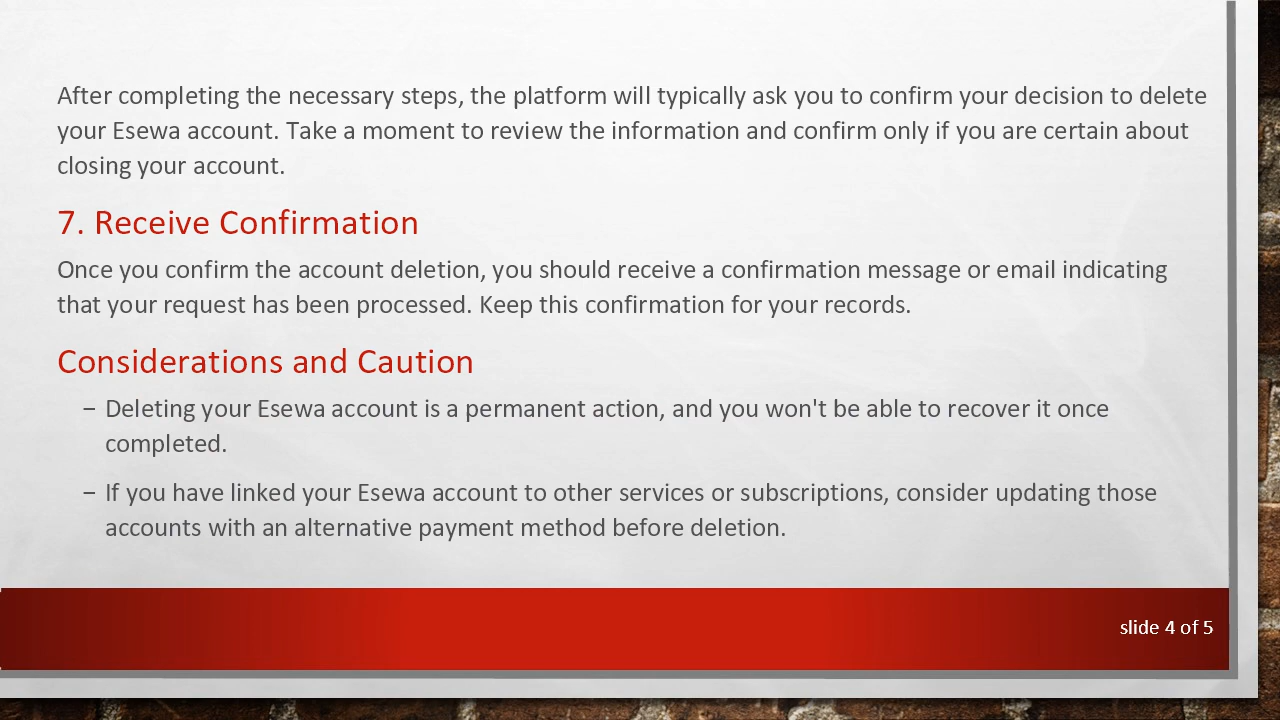 After completing the necessary steps, the platform will typically ask you to confirm your decision to delete
your Esewa account. Take a moment to review the information and confirm only if you are certain about
closing your account.
7. Receive Confirmation
Once you confirm the account deletion, you should receive a confirmation message or email indicating
that your request has been processed. Keep this confirmation for your records.
Considerations and Caution
– Deleting your Esewa account is a permanent action, and you won't be able to recover it once
completed.
– If you have linked your Esewa account to other services or subscriptions, consider updating those
accounts with an alternative payment method before deletion.
slide 4 of 5